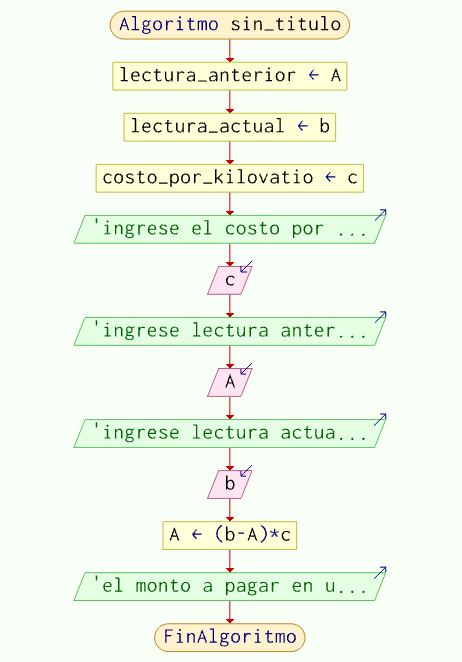 Algoritmo sin_titulo
lectura_anterior ← A
lectura_actual ← b
costo_por_kilovatio ← c
'ingrese el costo por ...
c
'ingrese lectura anter...
A
'ingrese lectura actua...
b
A ← (b-A)*c
'el monto a pagar en u...
FinAlgoritmo